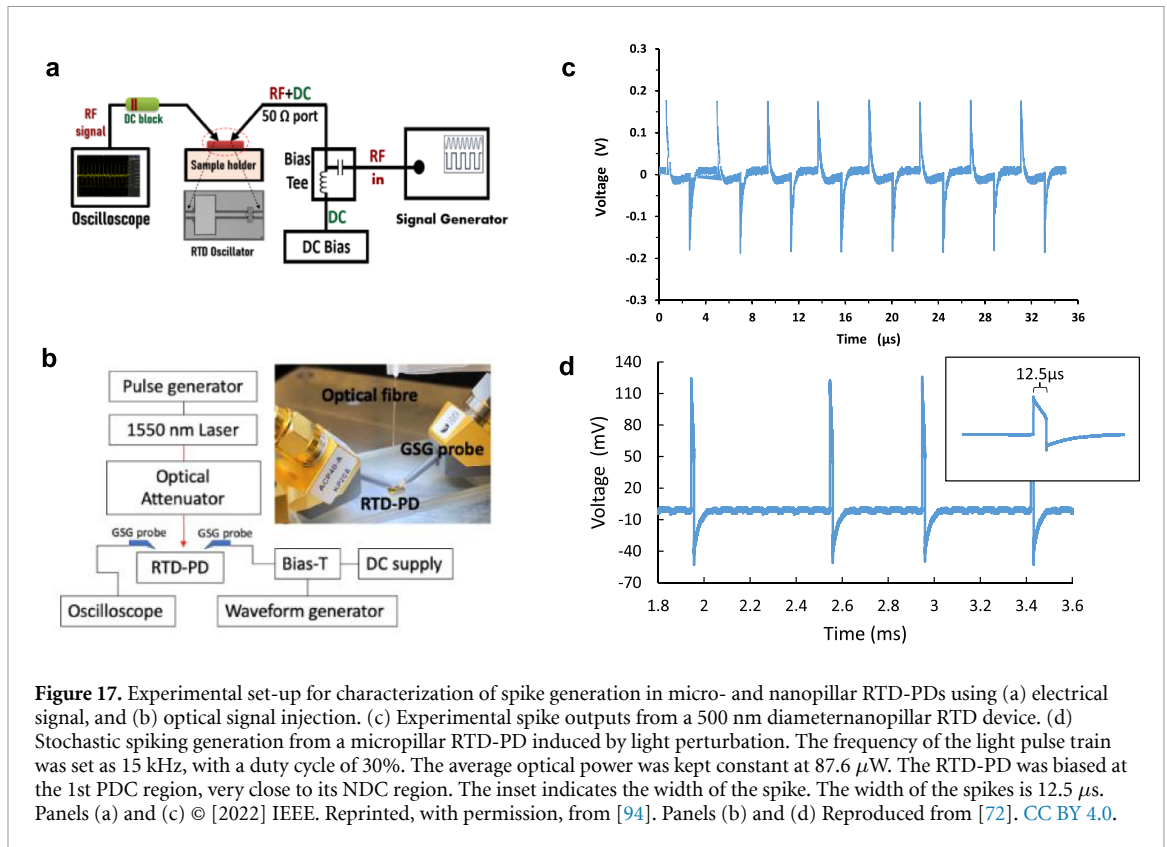 a
RF
signal
DC block
RF+DC
50 Ω port
Sample holder
Oscilloscope
RTD Oscillator
Bias
Tee
RF
in
DC
DC Bias
Signal Generator
c
0.3
0.2
0.1
0
-0.1
-0.2
-0.3
Voltage (V)
0 4 8 12 16 20 24 28 32 36
Time (µs)
b
Pulse generator
1550 nm Laser
Optical
Attenuator
GSG probe
GSG probe
RTD-PD
Bias-T
DC supply
Oscilloscope
Waveform generator
Optical fibre
GSG probe
ACP40-A
RTD-PD
d
140
110
80
50
20
-10
-40
-70
Voltage (mV)
12.5µs
1.8 2 2.2 2.4 2.6 2.8 3 3.2 3.4 3.6
Time (ms)
Figure 17. Experimental set-up for characterization of spike generation in micro- and nanopillar RTD-PDs using (a) electrical
signal, and (b) optical signal injection. (c) Experimental spike outputs from a 500 nm diameternanopillar RTD device. (d)
Stochastic spiking generation from a micropillar RTD-PD induced by light perturbation. The frequency of the light pulse train
was set as 15 kHz, with a duty cycle of 30%. The average optical power was kept constant at 87.6 µW. The RTD-PD was biased at
the 1st PDC region, very close to its NDC region. The inset indicates the width of the spike. The width of the spikes is 12.5 µs.
Panels (a) and (c) © [2022] IEEE. Reprinted, with permission, from [94]. Panels (b) and (d) Reproduced from [72]. CC BY 4.0.